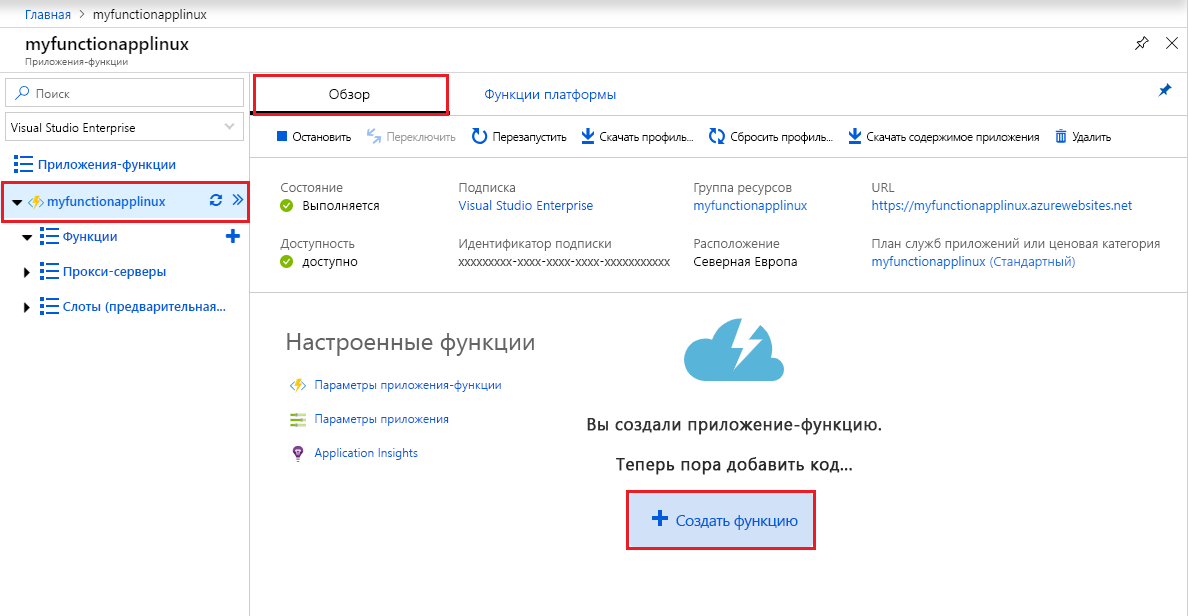 Главная > myfunctionapplinux
myfunctionapplinux
Приложения-функции
Поиск
Visual Studio Enterprise
Приложения-функции
myfunctionapplinux
Функции
Прокси-серверы
Слоты (предварительная...
Обзор Функции платформы
Остановить Переключить Перезапустить Скачать профиль... Сбросить профиль... Скачать содержимое приложения Удалить
Состояние Подписка Группа ресурсов URL
Выполняется Visual Studio Enterprise myfunctionapplinux https://myfunctionapplinux.azurewebsites.net
Доступность Идентификатор подписки Расположение План служб приложений или ценовая категория
доступно xxxxxxxxx-xxxx-xxxx-xxxx-xxxxxxxxxxx Северная Европа myfunctionapplinux (Стандартный)
Настроенные функции
Параметры приложения-функции
Параметры приложения
Application Insights
Вы создали приложение-функцию.
Теперь пора добавить код...
Создать функцию